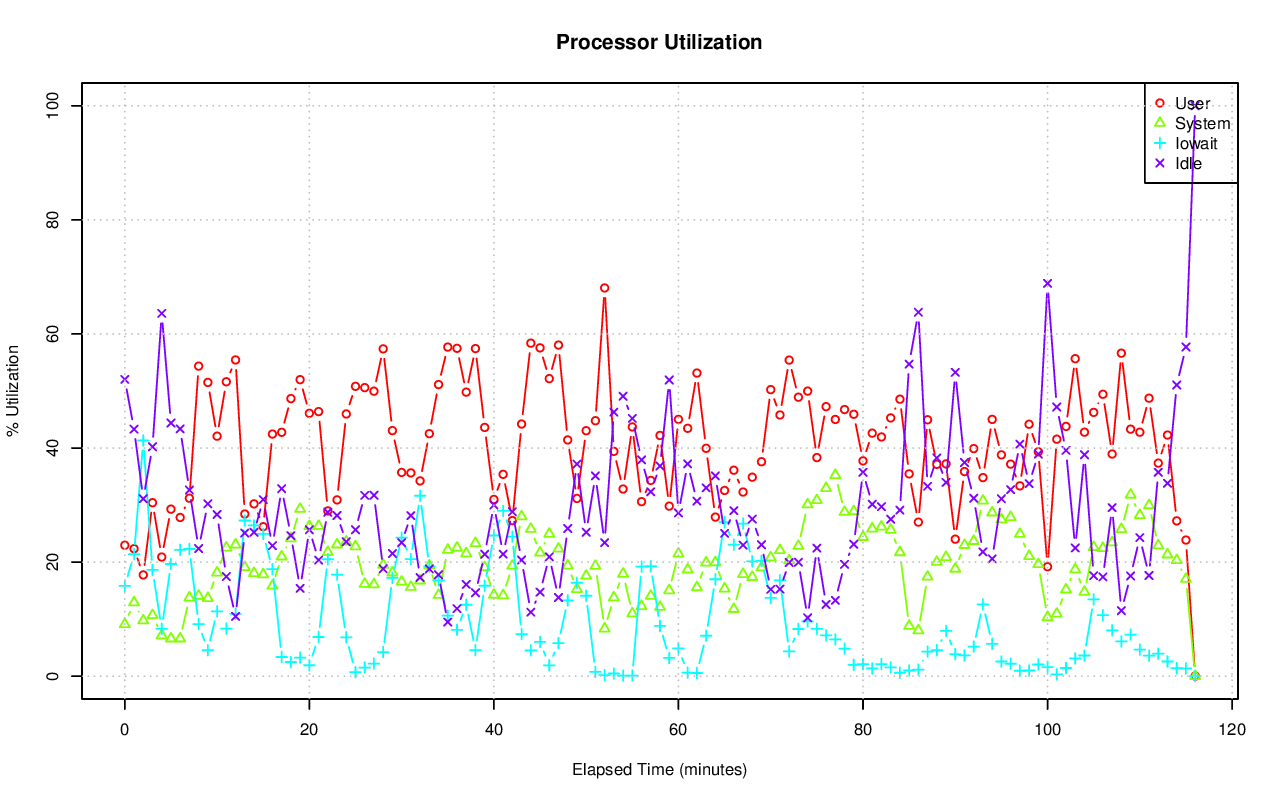 Processor Utilization
User
System
Iowait
Idle
% Utilization
100
80
60
40
20
0
0 20 40 60 80 100 120
Elapsed Time (minutes)